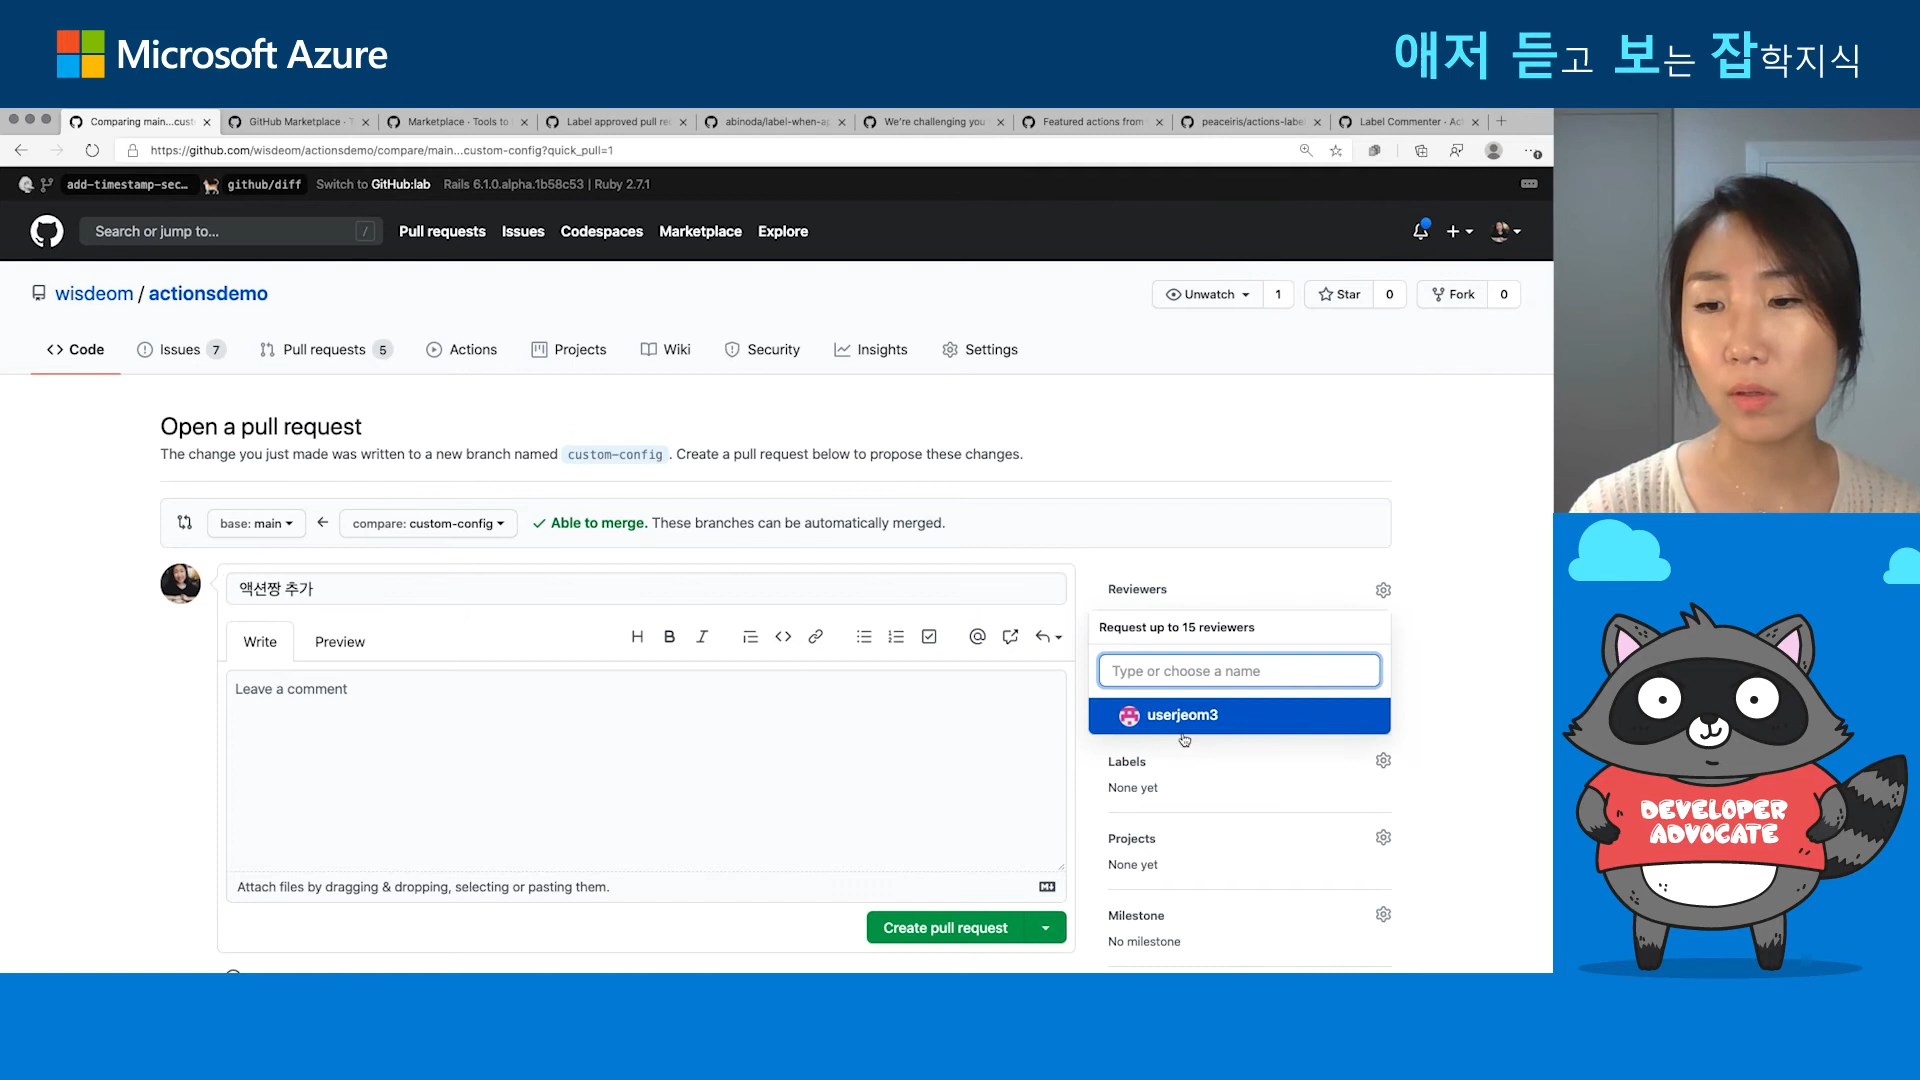 Microsoft Azure
애저 듣고 보는 잡학지식
Comparing main...cust
GitHub Marketplace · T
Marketplace · Tools to
Label approved pull re
abinoda/label-when-ap
We're challenging you
Featured actions from
peaceiris/actions-label
Label Commenter · Ac
https://github.com/wisdeom/actionsdemo/compare/main...custom-config?quick_pull=1
add-timestamp-sec… github/diff Switch to GitHub:lab Rails 6.1.0.alpha.1b58c53 | Ruby 2.7.1
Search or jump to... /
Pull requests Issues Codespaces Marketplace Explore
wisdeom / actionsdemo
Unwatch 1 Star 0 Fork 0
Code Issues 7 Pull requests 5 Actions Projects Wiki Security Insights Settings
Open a pull request
The change you just made was written to a new branch named custom-config . Create a pull request below to propose these changes.
base: main compare: custom-config Able to merge. These branches can be automatically merged.
액션짱 추가
Write Preview
Leave a comment
Attach files by dragging & dropping, selecting or pasting them.
Create pull request
Reviewers
Request up to 15 reviewers
Type or choose a name
userjeom3
Labels
None yet
Projects
None yet
Milestone
No milestone
DEVELOPER
ADVOCATE